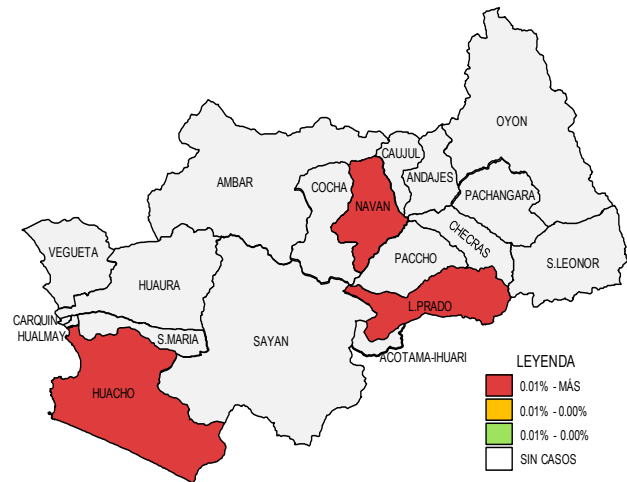 OYON
CAUJUL
ANDAJES
AMBAR
COCHA
NAVAN
PACHANGARA
CHECRAS
VEGUETA
PACCHO
S.LEONOR
HUAURA
L.PRADO
CARQUIN
HUALMAY
S.MARIA
SAYAN
ACOTAMA-IHUARI
HUACHO
LEYENDA
0.01% - MÁS
0.01% - 0.00%
0.01% - 0.00%
SIN CASOS